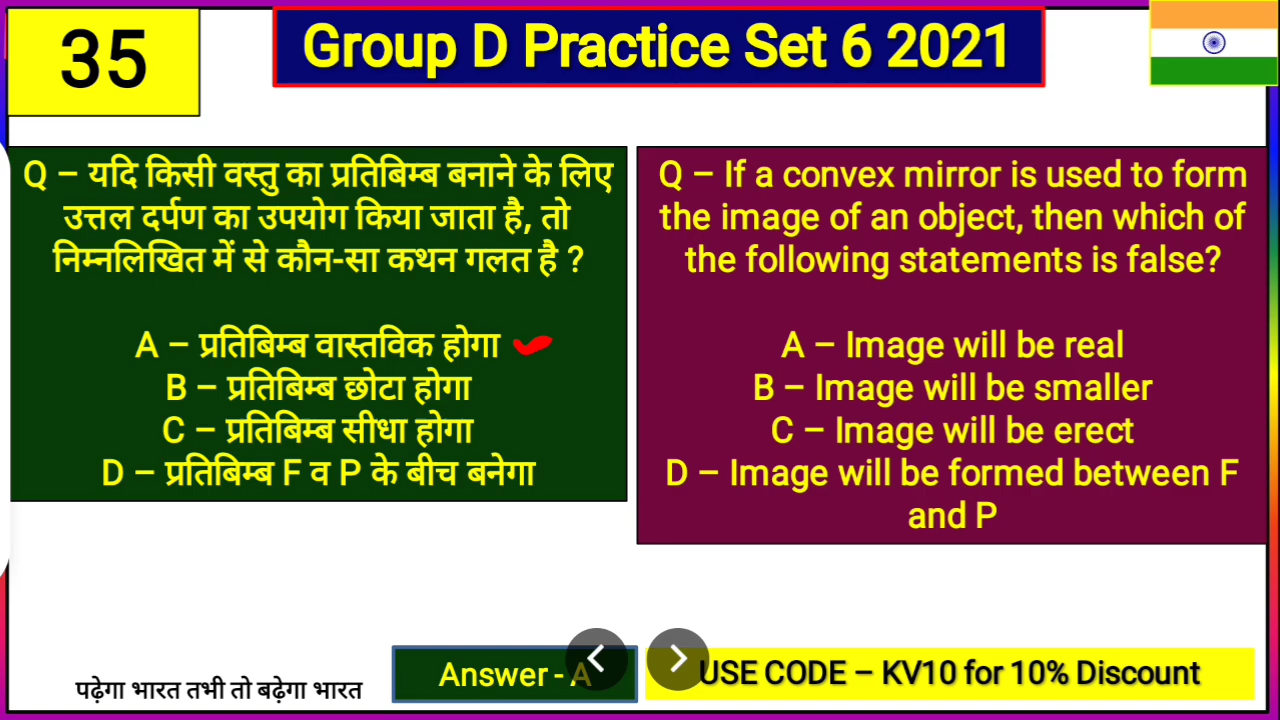 35
Group D Practice Set 6 2021
Q – यदि किसी वस्तु का प्रतिबिम्ब बनाने के लिए
उत्तल दर्पण का उपयोग किया जाता है, तो
निम्नलिखित में से कौन-सा कथन गलत है ?
A – प्रतिबिम्ब वास्तविक होगा
B – प्रतिबिम्ब छोटा होगा
C – प्रतिबिम्ब सीधा होगा
D – प्रतिबिम्ब F व P के बीच बनेगा
Q – If a convex mirror is used to form
the image of an object, then which of
the following statements is false?
A – Image will be real
B – Image will be smaller
C – Image will be erect
D – Image will be formed between F
and P
पढ़ेगा भारत तभी तो बढ़ेगा भारत
Answer - A
USE CODE – KV10 for 10% Discount